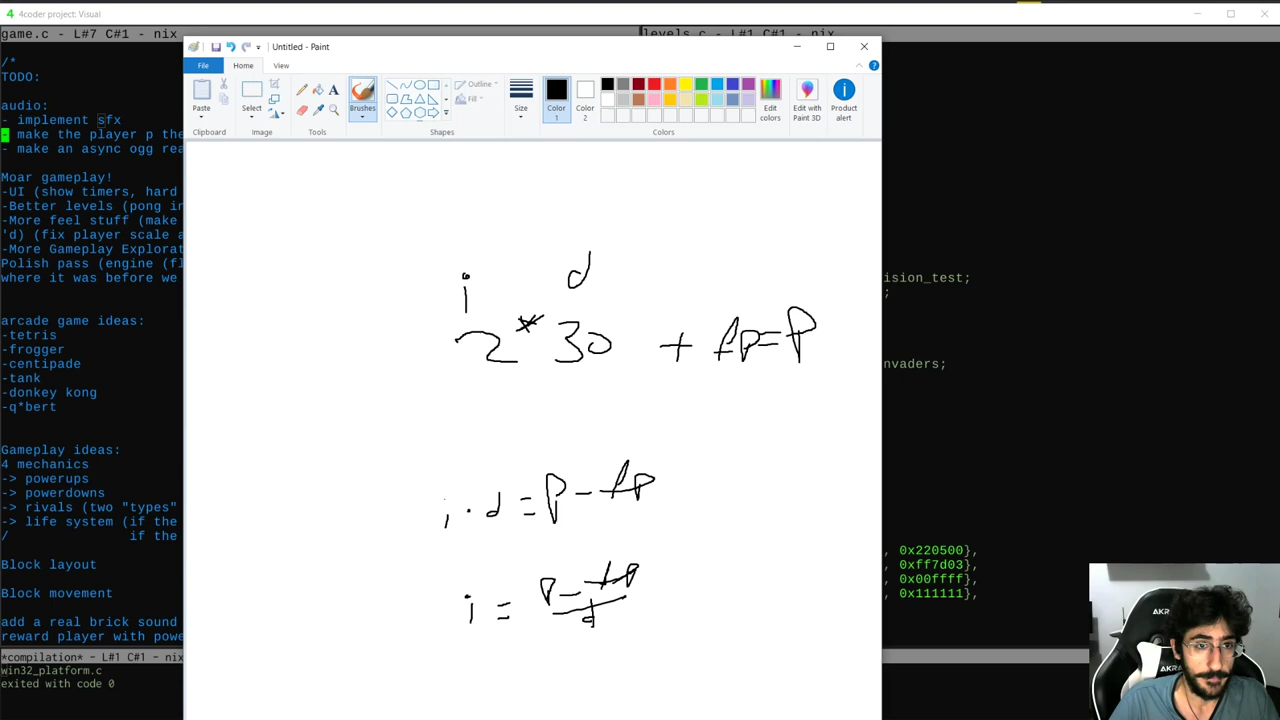 4coder project: Visual
game.c - L#7 C#1 - nix
levels.c - L#1 C#1 - nix
/*
TODO:
audio:
- implement sfx
- make the player p the
- make an async ogg rea
Moar gameplay!
-UI (show timers, hard
-Better levels (pong in
-More feel stuff (make
'd) (fix player scale a
-More Gameplay Explorat
Polish pass (engine (fl
where it was before we
arcade game ideas:
-tetris
-frogger
-centipade
-tank
-donkey kong
-q*bert
Gameplay ideas:
4 mechanics
-> powerups
-> powerdowns
-> rivals (two "types"
-> life system (if the
/ if the
Block layout
Block movement
add a real brick sound
reward player with powe
*compilation* - L#1 C#1 - nix
win32_platform.c
exited with code 0
Untitled - Paint
File Home View
Paste
Select
Brushes
Outline
Fill
Size
Color 1
Color 2
Edit colors
Edit with Paint 3D
Product alert
Clipboard Image Tools Shapes Colors
i d
2 * 30 + fp = P
i · d = P - fp
i = P - fp
d
ision_test;
;
nvaders;
, 0x220500},
, 0xff7d03},
, 0x00ffff},
, 0x111111},
AKR
AKRA